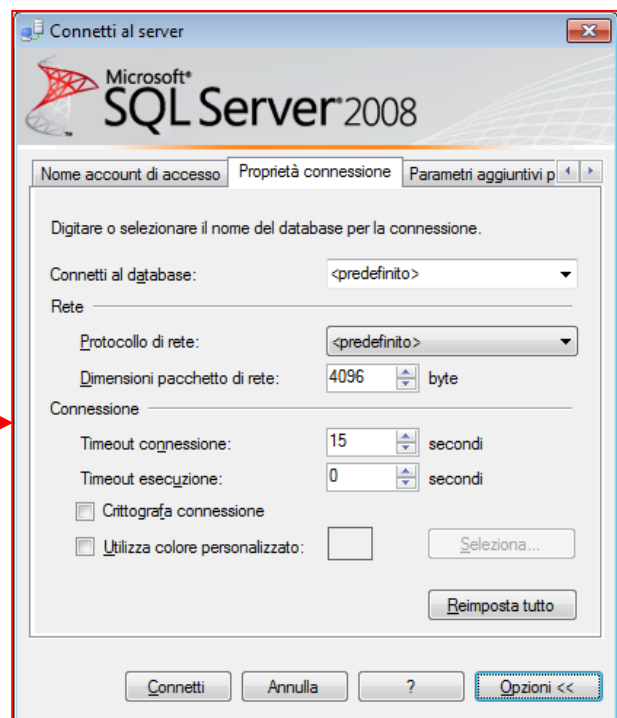 Connetti al server
Microsoft®
SQL Server® 2008
Nome account di accesso Proprietà connessione Parametri aggiuntivi p
Digitare o selezionare il nome del database per la connessione.
Connetti al database: <predefinito>
Rete
Protocollo di rete: <predefinito>
Dimensioni pacchetto di rete: 4096 byte
Connessione
Timeout connessione: 15 secondi
Timeout esecuzione: 0 secondi
Crittografa connessione
Utilizza colore personalizzato: Seleziona...
Reimposta tutto
Connetti Annulla ? Opzioni <<